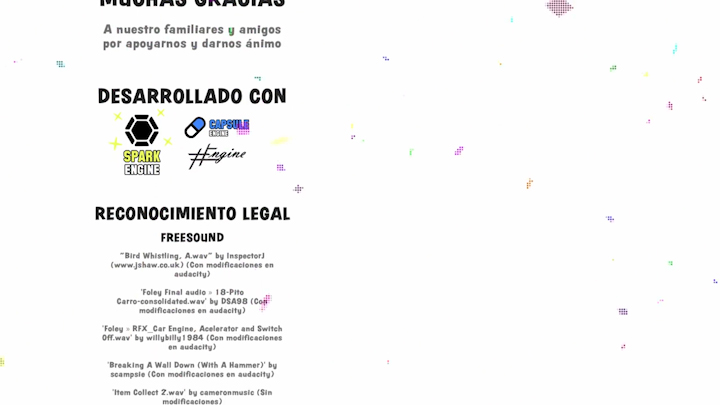 MUCHAS GRACIAS
A nuestro familiares y amigos
por apoyarnos y darnos ánimo
DESARROLLADO CON
SPARK
ENGINE
CAPSULE
ENGINE
#Engine
RECONOCIMIENTO LEGAL
FREESOUND
"Bird Whistling, A.wav" by InspectorJ
(www.jshaw.co.uk) (Con modificaciones en
audacity)
'Foley Final audio » 18-Pito
Carro-consolidated.wav' by DSA98 (Con
modificaciones en audacity)
'Foley » RFX_Car Engine, Acelerator and Switch
Off.wav' by willybilly1984 (Con modificaciones
en audacity)
'Breaking A Wall Down (With A Hammer)' by
scampsie (Con modificaciones en audacity)
'Item Collect 2.wav' by cameronmusic (Sin
modificaciones)